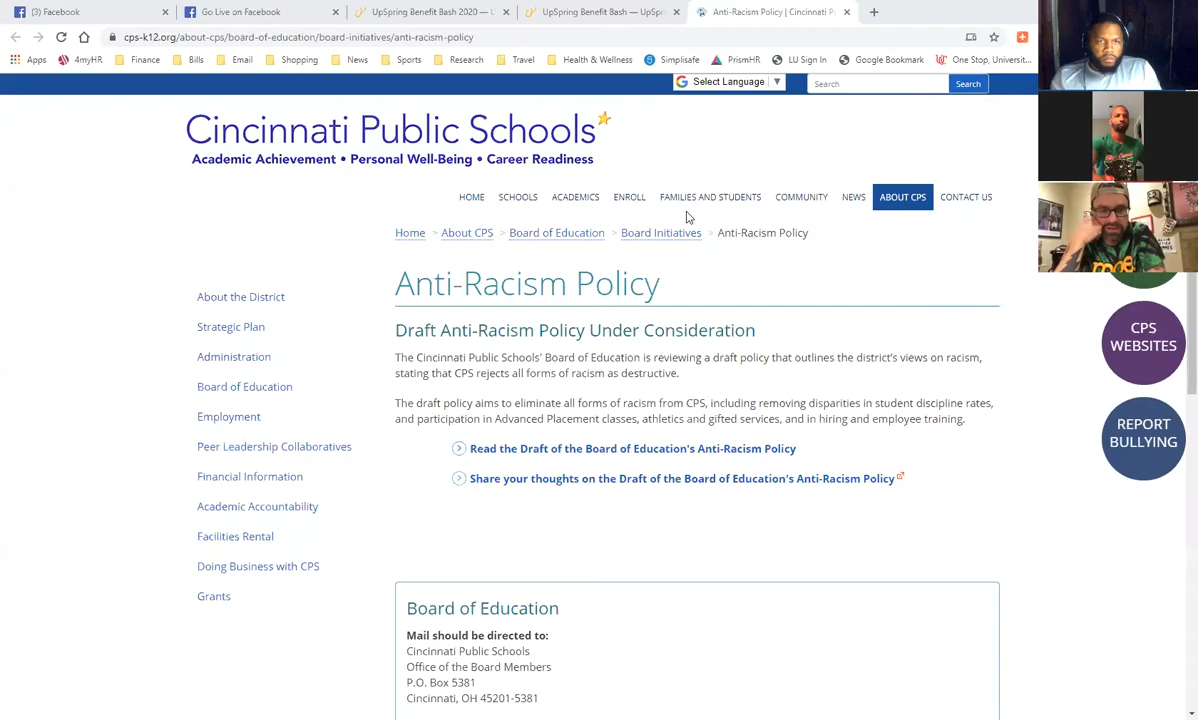 (3) Facebook
Go Live on Facebook
UpSpring Benefit Bash 2020 —
UpSpring Benefit Bash — UpSpri
Anti-Racism Policy | Cincinnati P
cps-k12.org/about-cps/board-of-education/board-initiatives/anti-racism-policy
Apps 4myHR Finance Bills Email Shopping News Sports Research Travel Health & Wellness Simplisafe PrismHR LU Sign In Google Bookmark One Stop, Universit...
Select Language ▼
Search
Search
Cincinnati Public Schools
Academic Achievement • Personal Well-Being • Career Readiness
HOME SCHOOLS ACADEMICS ENROLL FAMILIES AND STUDENTS COMMUNITY NEWS ABOUT CPS CONTACT US
Home > About CPS > Board of Education > Board Initiatives > Anti-Racism Policy
About the District
Strategic Plan
Administration
Board of Education
Employment
Peer Leadership Collaboratives
Financial Information
Academic Accountability
Facilities Rental
Doing Business with CPS
Grants
Anti-Racism Policy
Draft Anti-Racism Policy Under Consideration
The Cincinnati Public Schools' Board of Education is reviewing a draft policy that outlines the district's views on racism,
stating that CPS rejects all forms of racism as destructive.
The draft policy aims to eliminate all forms of racism from CPS, including removing disparities in student discipline rates,
and participation in Advanced Placement classes, athletics and gifted services, and in hiring and employee training.
Read the Draft of the Board of Education's Anti-Racism Policy
Share your thoughts on the Draft of the Board of Education's Anti-Racism Policy
Board of Education
Mail should be directed to:
Cincinnati Public Schools
Office of the Board Members
P.O. Box 5381
Cincinnati, OH 45201-5381
CPS
WEBSITES
REPORT
BULLYING